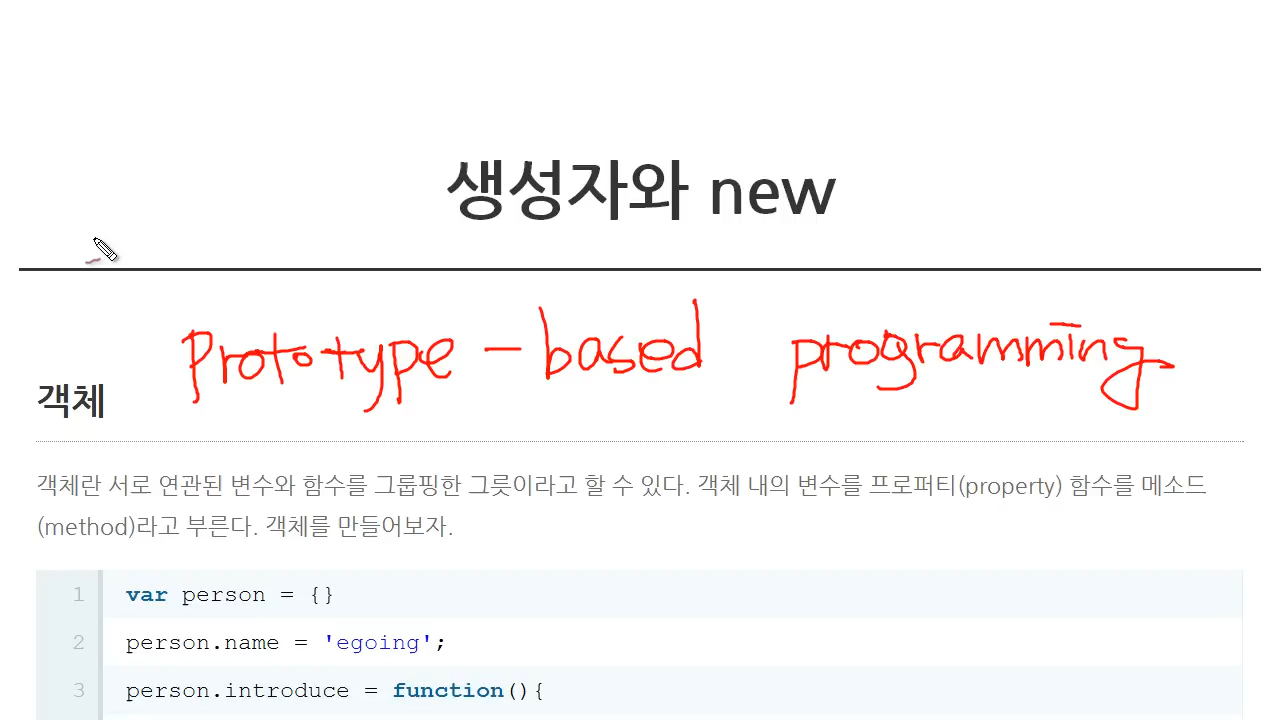 생성자와 new
Prototype - based programming
객체
객체란 서로 연관된 변수와 함수를 그룹핑한 그릇이라고 할 수 있다. 객체 내의 변수를 프로퍼티(property) 함수를 메소드
(method)라고 부른다. 객체를 만들어보자.
1 var person = {}
2 person.name = 'egoing';
3 person.introduce = function(){